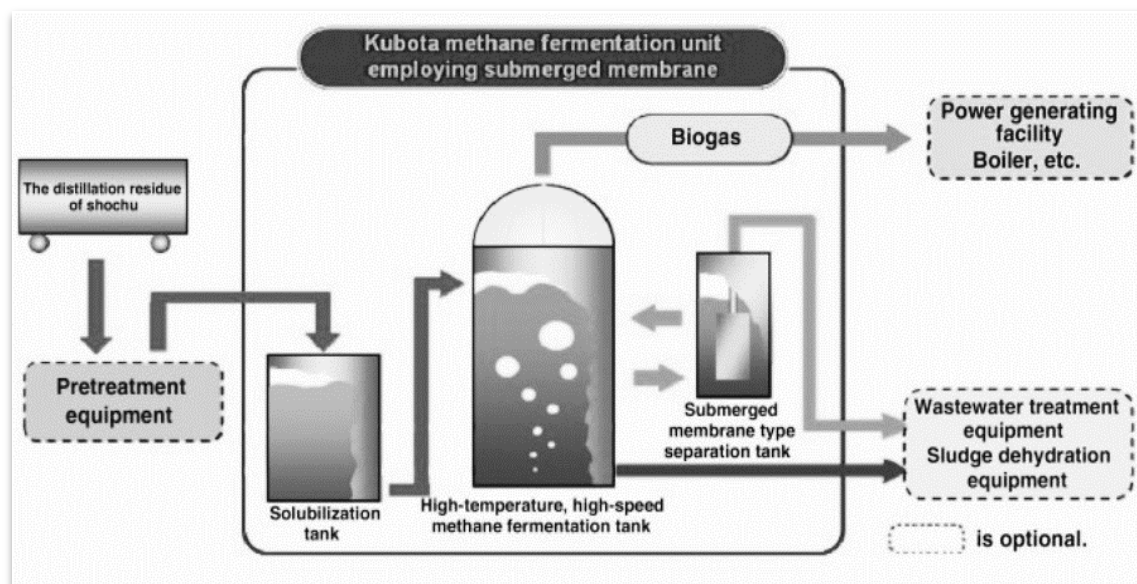 Kubota methane fermentation unit
employing submerged membrane
Biogas
Power generating
facility
Boiler, etc.
The distillation residue
of shochu
Pretreatment
equipment
Solubilization
tank
High-temperature, high-speed
methane fermentation tank
Submerged
membrane type
separation tank
Wastewater treatment
equipment
Sludge dehydration
equipment
is optional.